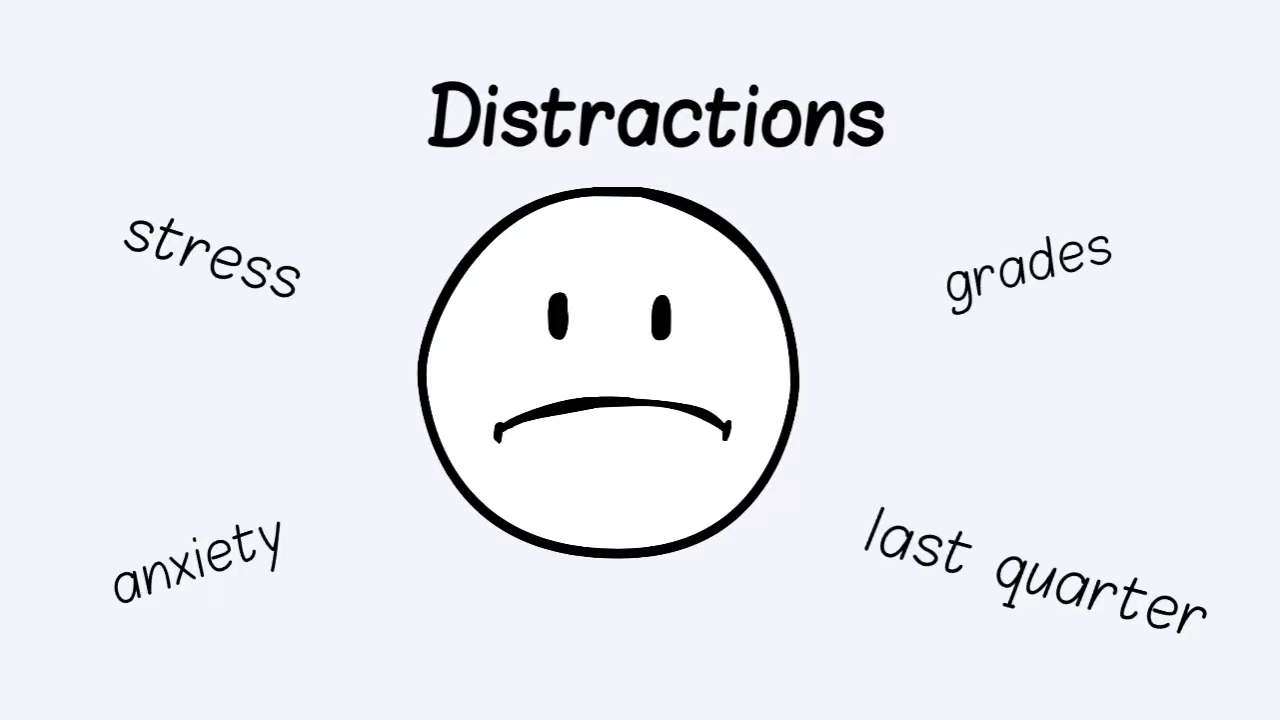 Distractions
stress
grades
anxiety
last quarter